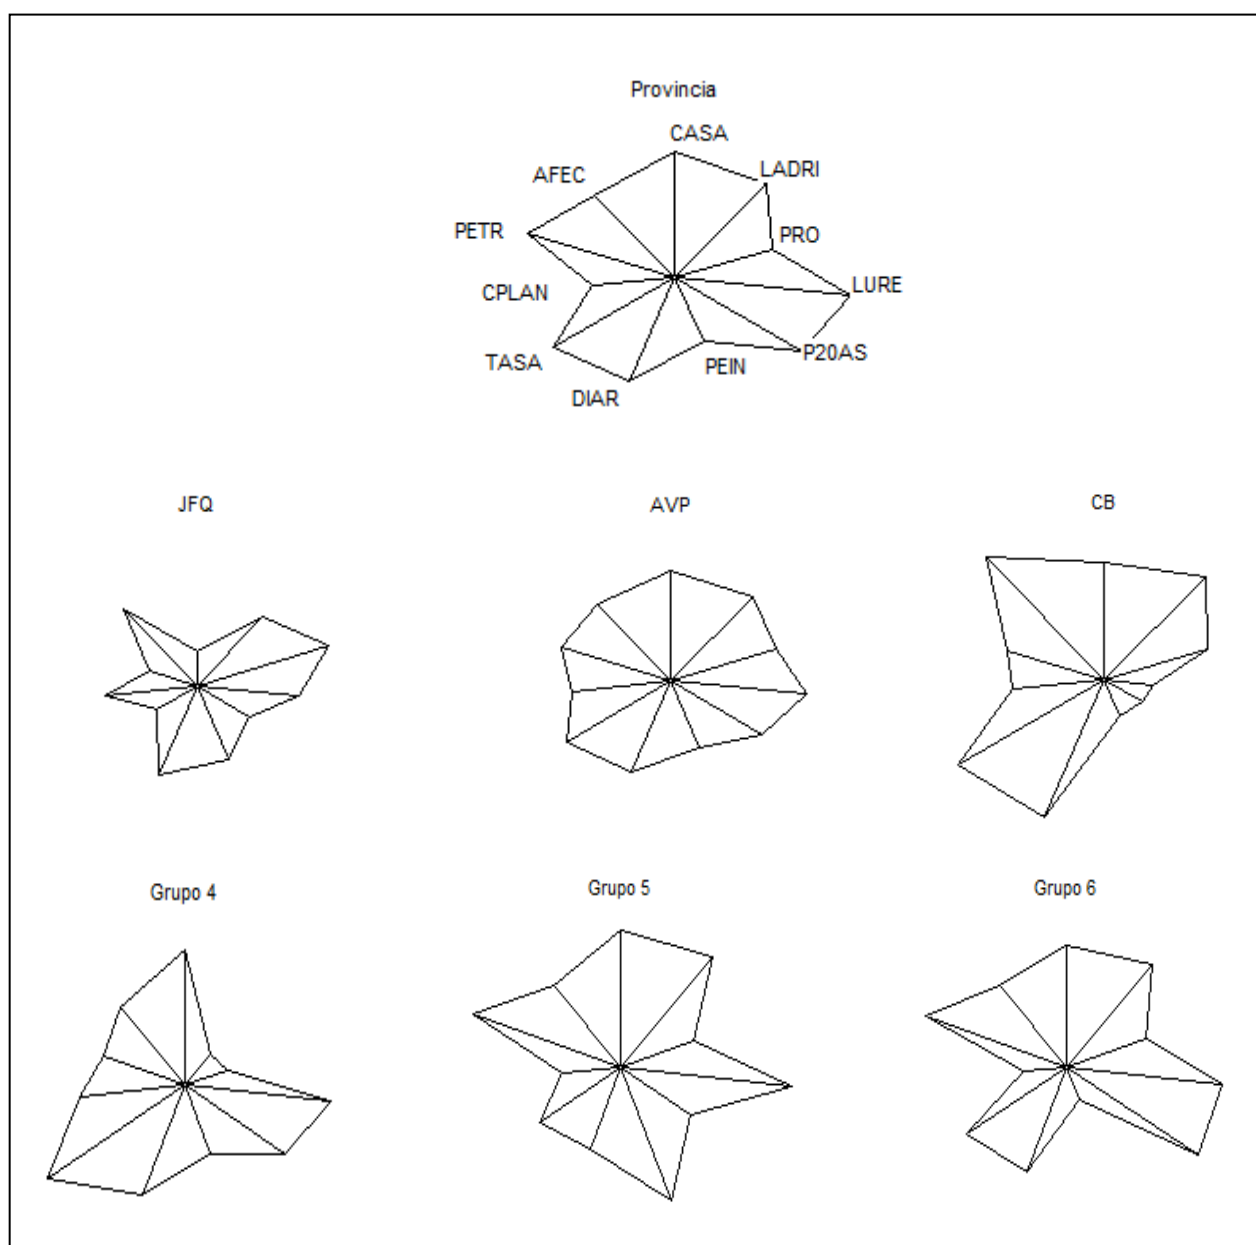 Provincia
CASA
AFEC
LADRI
PETR
PRO
CPLAN
LURE
TASA
PEIN
P20AS
DIAR
JFQ
AVP
CB
Grupo 4
Grupo 5
Grupo 6